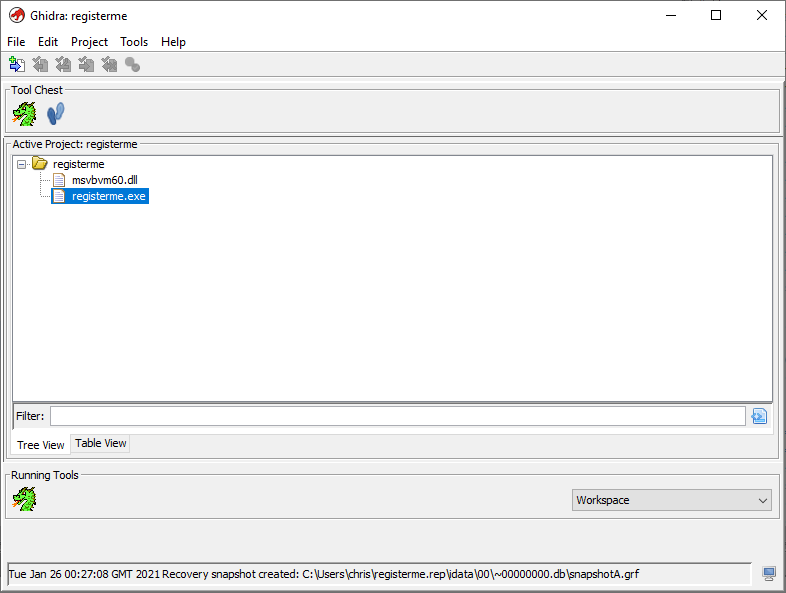 Ghidra: registerme
File Edit Project Tools Help
Tool Chest
Active Project: registerme
registerme
msvbvm60.dll
registerme.exe
Filter:
Tree View Table View
Running Tools
Workspace
Tue Jan 26 00:27:08 GMT 2021 Recovery snapshot created: C:\Users\chris\registerme.rep\idata\00\~00000000.db\snapshotA.grf